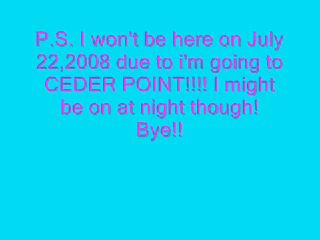 P.S. I won't be here on July
22,2008 due to i'm going to
CEDER POINT!!!! I might
be on at night though!
Bye!!